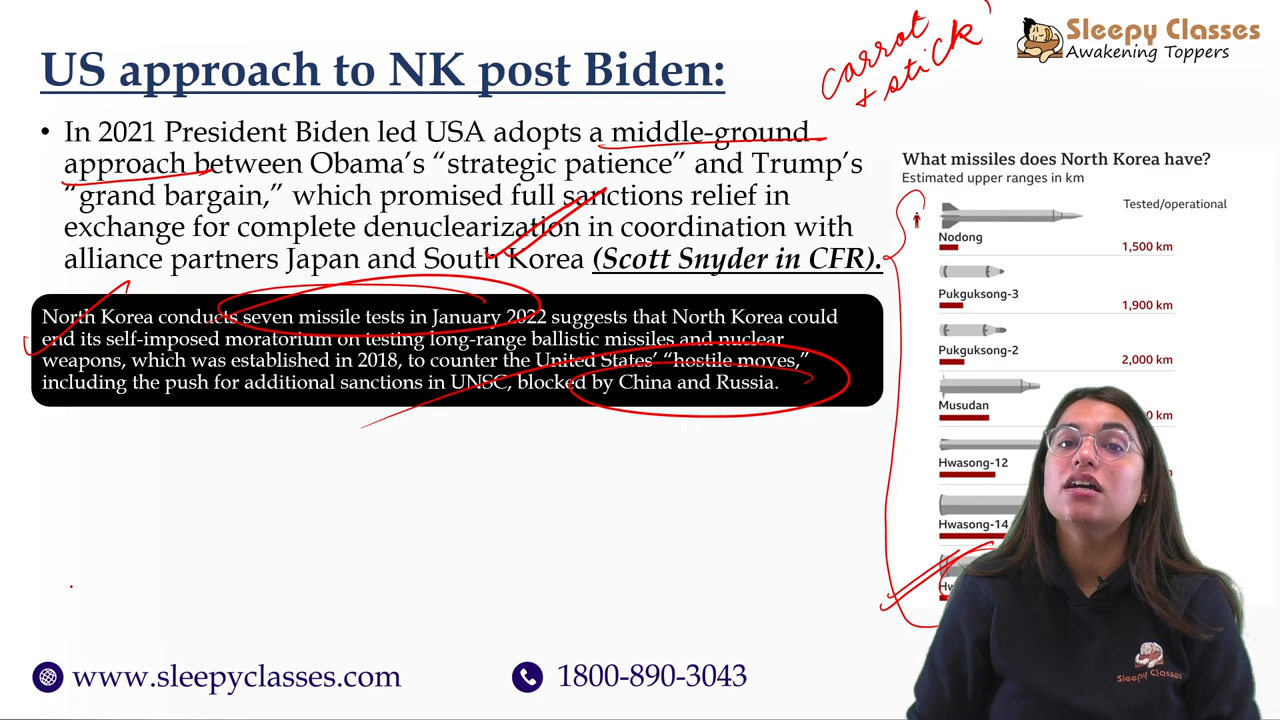 US approach to NK post Biden:
carrot
+ stick
Sleepy Classes
Awakening Toppers
• In 2021 President Biden led USA adopts a middle-ground
approach between Obama’s “strategic patience” and Trump’s
“grand bargain,” which promised full sanctions relief in
exchange for complete denuclearization in coordination with
alliance partners Japan and South Korea (Scott Snyder in CFR).
North Korea conducts seven missile tests in January 2022 suggests that North Korea could
end its self-imposed moratorium on testing long-range ballistic missiles and nuclear
weapons, which was established in 2018, to counter the United States’ “hostile moves,”
including the push for additional sanctions in UNSC, blocked by China and Russia.
What missiles does North Korea have?
Estimated upper ranges in km
Tested/operational
Nodong
1,500 km
Pukguksong-3
1,900 km
Pukguksong-2
2,000 km
Musudan
0 km
Hwasong-12
Hwasong-14
Sleepy Classes
www.sleepyclasses.com
1800-890-3043